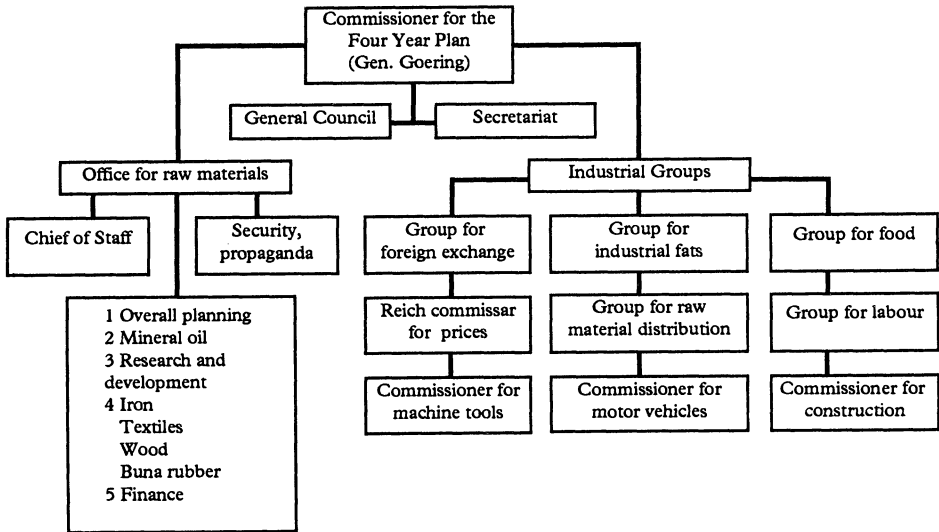 Commissioner for the
Four Year Plan
(Gen. Goering)
General Council
Secretariat
Office for raw materials
Industrial Groups
Chief of Staff
Security,
propaganda
Group for
foreign exchange
Group for
industrial fats
Group for food
1 Overall planning
2 Mineral oil
3 Research and
development
4 Iron
Textiles
Wood
Buna rubber
5 Finance
Reich commissar
for prices
Group for raw
material distribution
Group for labour
Commissioner for
machine tools
Commissioner for
motor vehicles
Commissioner for
construction